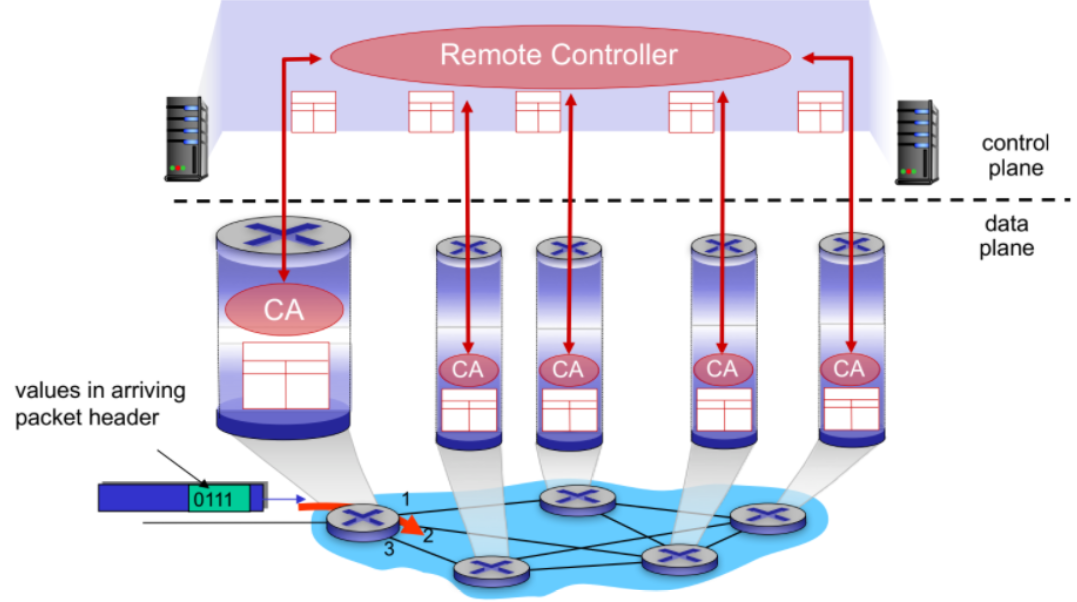 Remote Controller
control
plane
data
plane
CA
CA
CA
CA
CA
values in arriving
packet header
0111
1
2
3